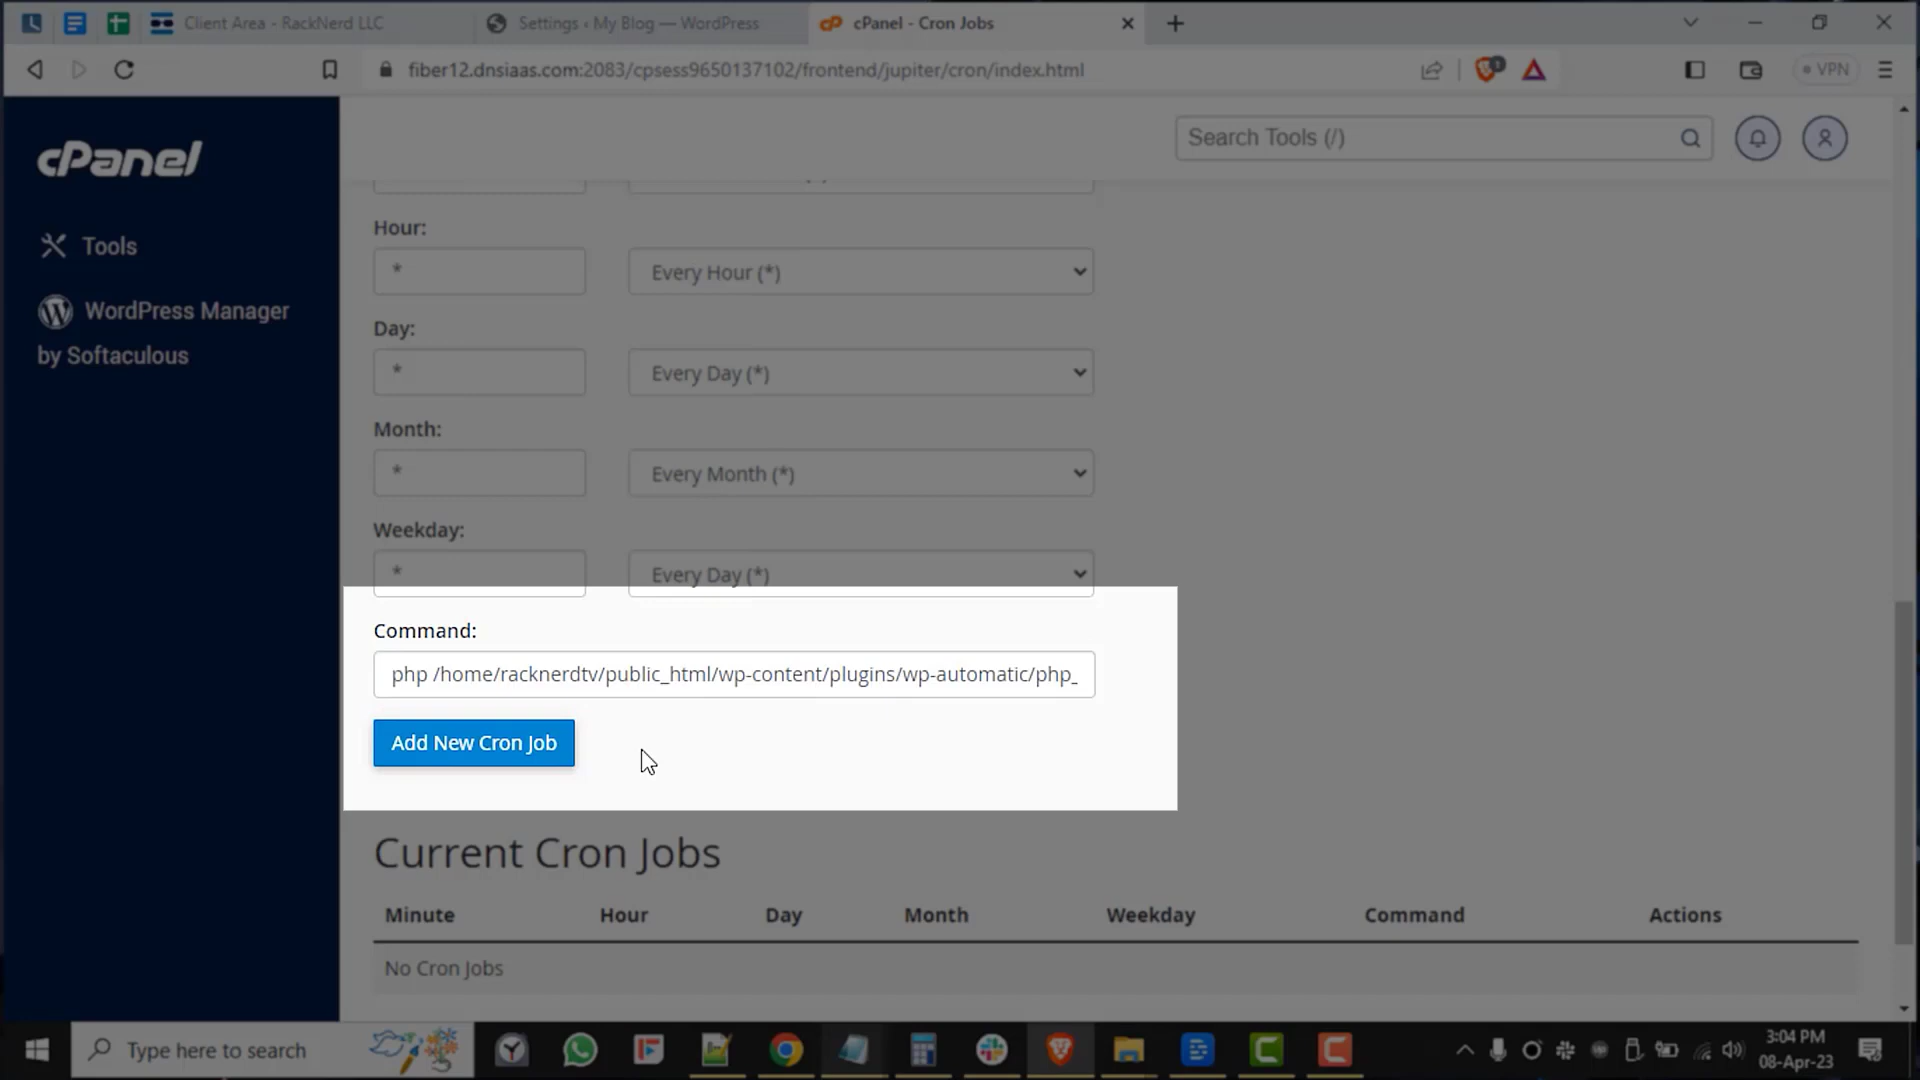 Client Area - RackNerd LLC
Settings ‹ My Blog — WordPress
cPanel - Cron Jobs
fiber12.dnsiaas.com:2083/cpsess9650137102/frontend/jupiter/cron/index.html
VPN
cPanel
Search Tools (/)
Tools
WordPress Manager
by Softaculous
Hour:
*
Every Hour (*)
Day:
*
Every Day (*)
Month:
*
Every Month (*)
Weekday:
*
Every Day (*)
Command:
php /home/racknerdtv/public_html/wp-content/plugins/wp-automatic/php_
Add New Cron Job
Current Cron Jobs
Minute Hour Day Month Weekday Command Actions
No Cron Jobs
Type here to search
3:04 PM
08-Apr-23